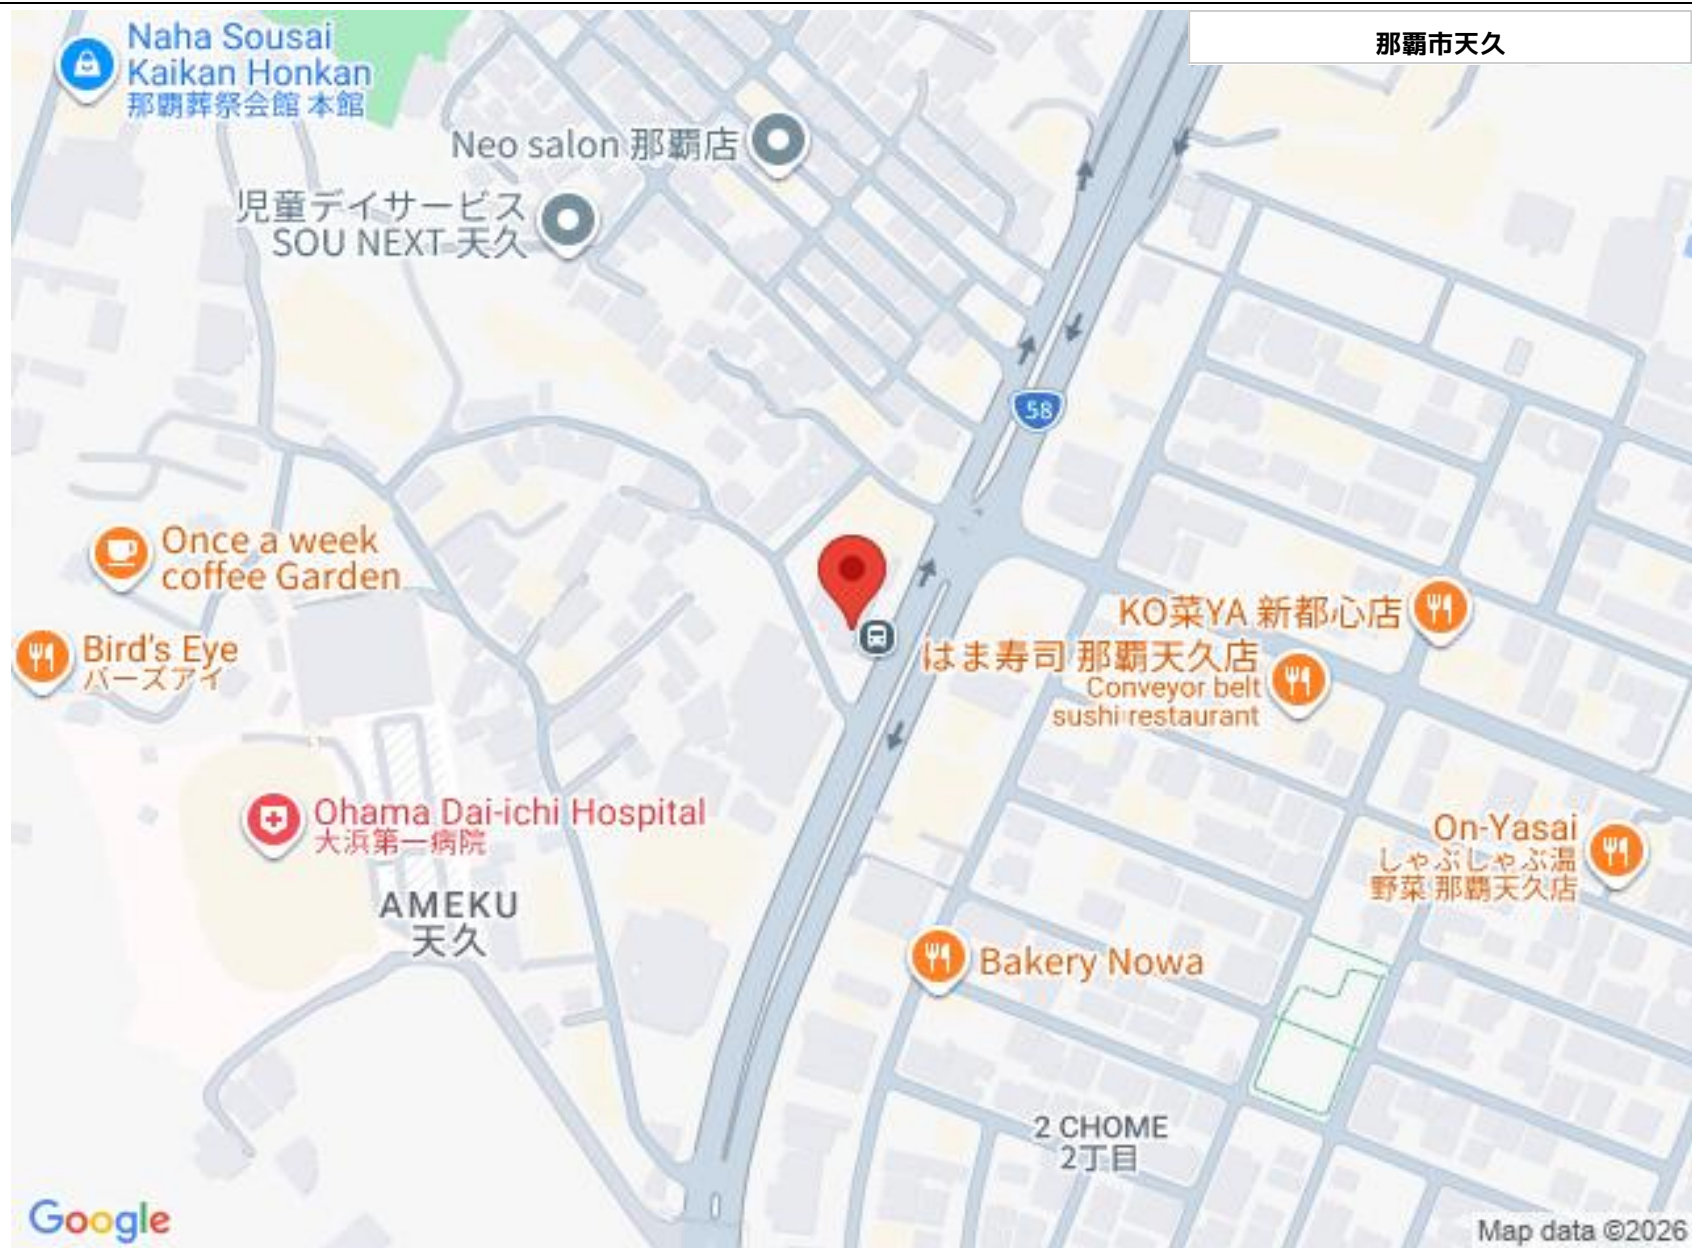 那覇市天久
Naha Sousai
Kaikan Honkan
那覇葬祭会館 本館
Neo salon 那覇店
児童デイサービス
SOU NEXT 天久
58
Once a week
coffee Garden
KO菜YA 新都心店
Bird's Eye
バーズアイ
はま寿司 那覇天久店
Conveyor belt
sushi restaurant
Ohama Dai-ichi Hospital
大浜第一病院
On-Yasai
しゃぶしゃぶ温
野菜 那覇天久店
AMEKU
天久
Bakery Nowa
2 CHOME
2丁目
Google
Map data ©2026